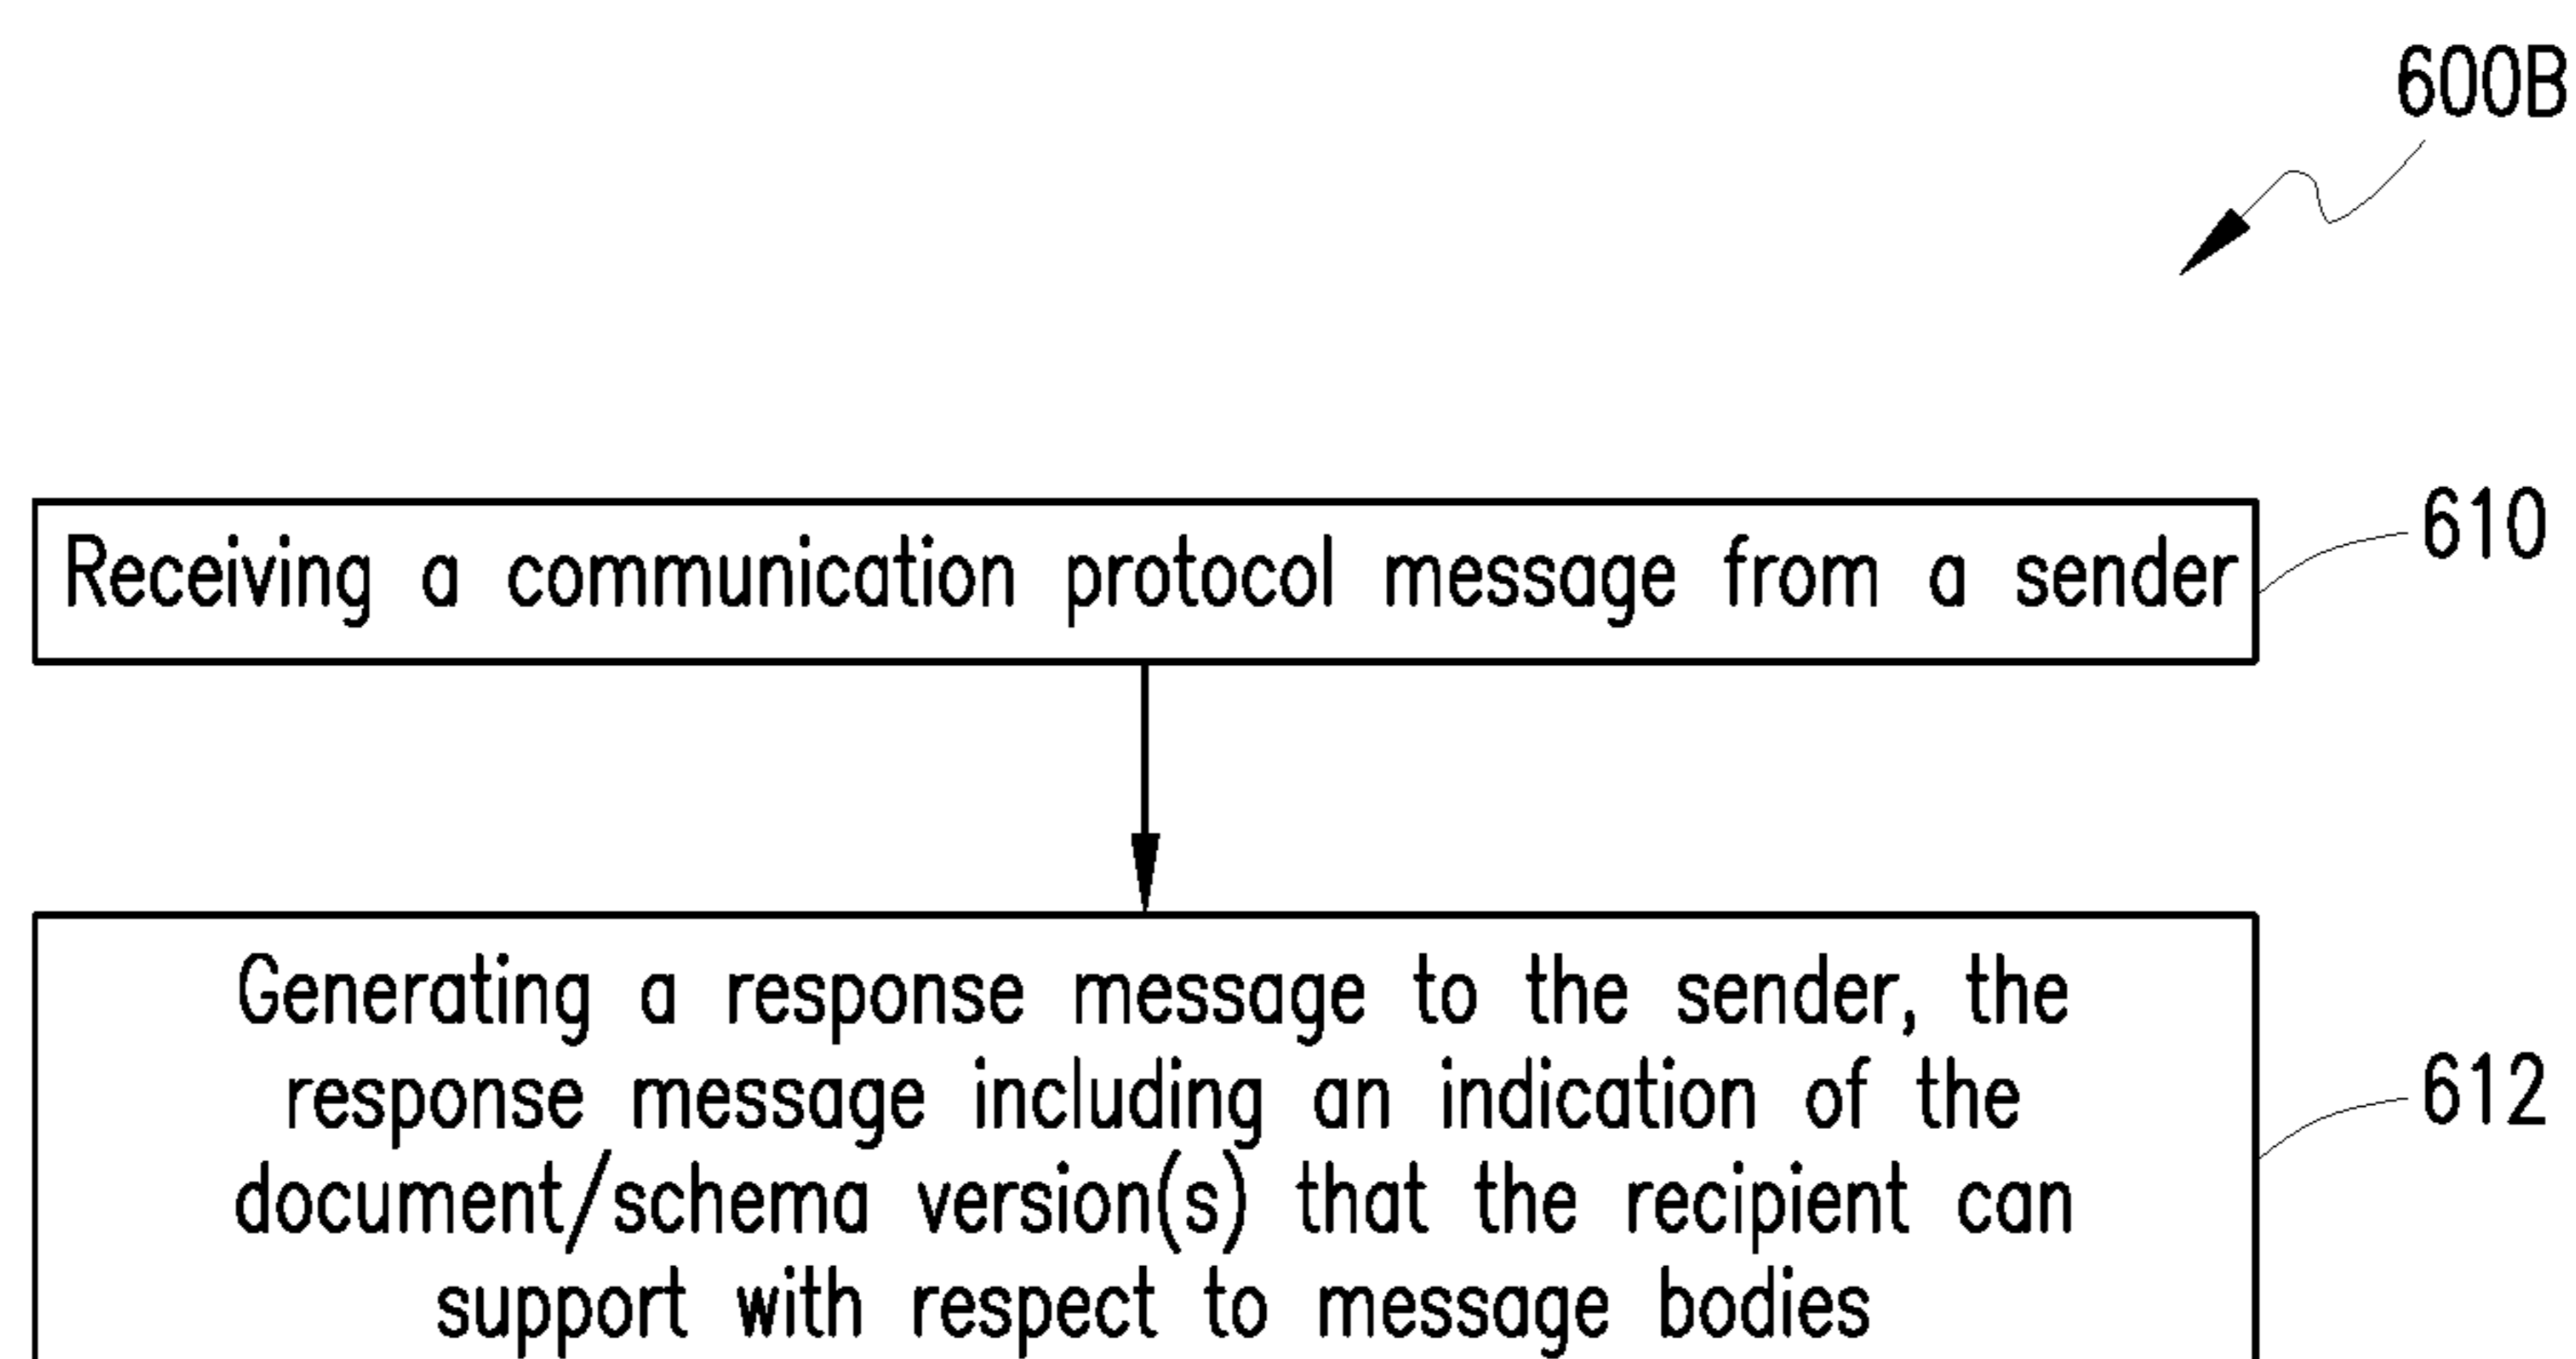 600B
Receiving a communication protocol message from a sender
610
Generating a response message to the sender, the
response message including an indication of the
document/schema version(s) that the recipient can
support with respect to message bodies
612